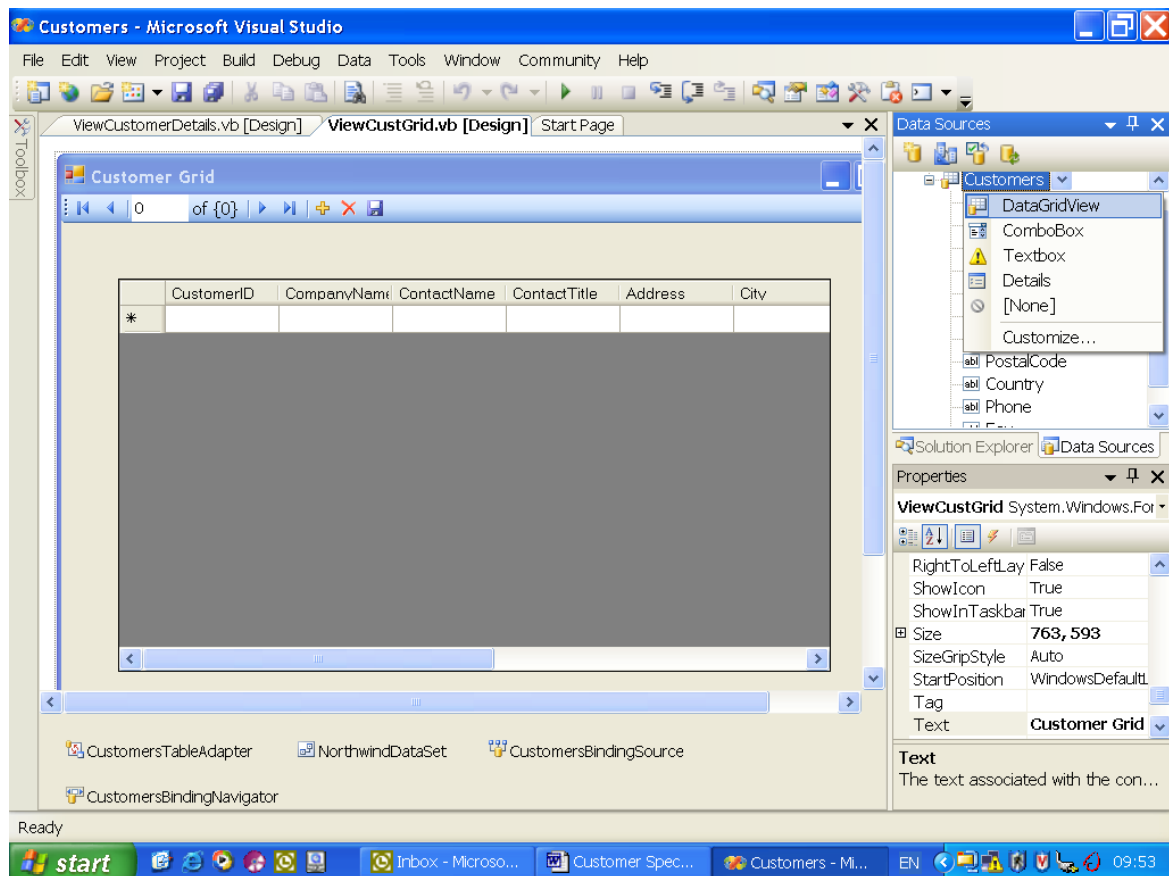 Customers - Microsoft Visual Studio
File Edit View Project Build Debug Data Tools Window Community Help
ViewCustomerDetails.vb [Design] ViewCustGrid.vb [Design] Start Page
Toolbox
Customer Grid
0 of {0}
CustomerID CompanyName ContactName ContactTitle Address City
Data Sources
Customers
DataGridView
ComboBox
Textbox
Details
[None]
Customize...
PostalCode
Country
Phone
Solution Explorer Data Sources
Properties
ViewCustGrid System.Windows.For
RightToLeftLay False
ShowIcon True
ShowInTaskbar True
Size 763, 593
SizeGripStyle Auto
StartPosition WindowsDefaultL
Tag
Text Customer Grid
Text
The text associated with the con...
CustomersTableAdapter NorthwindDataSet CustomersBindingSource
CustomersBindingNavigator
Ready
start Inbox - Microso... Customer Spec... Customers - Mi... EN 09:53